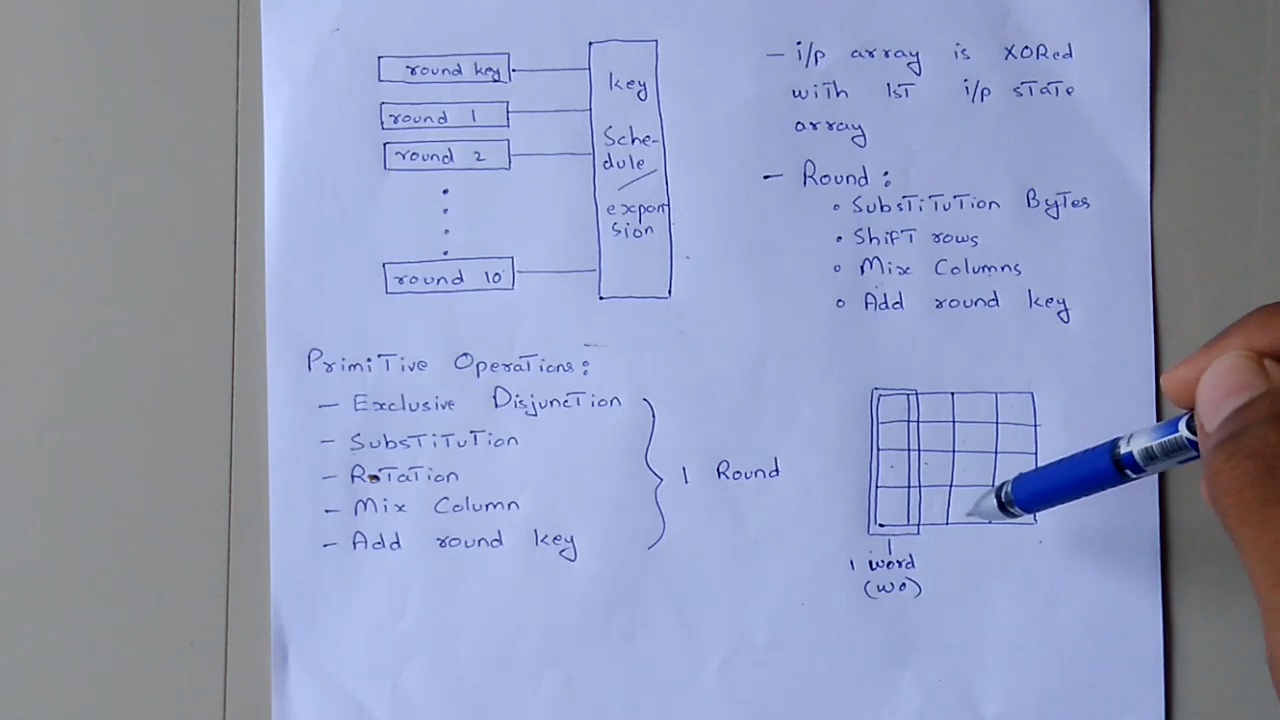 round key
round 1
round 2
round 10
key
Sche-
dule/
expan
sion
- i/p array is XORed
with 1st i/p state
array
- Round:
Substitution Bytes
Shift rows
Mix Columns
Add round key
Primitive Operations:
- Exclusive Disjunction
- Substitution
- Rotation
- Mix Column
- Add round key
1 Round
1 word
(w0)